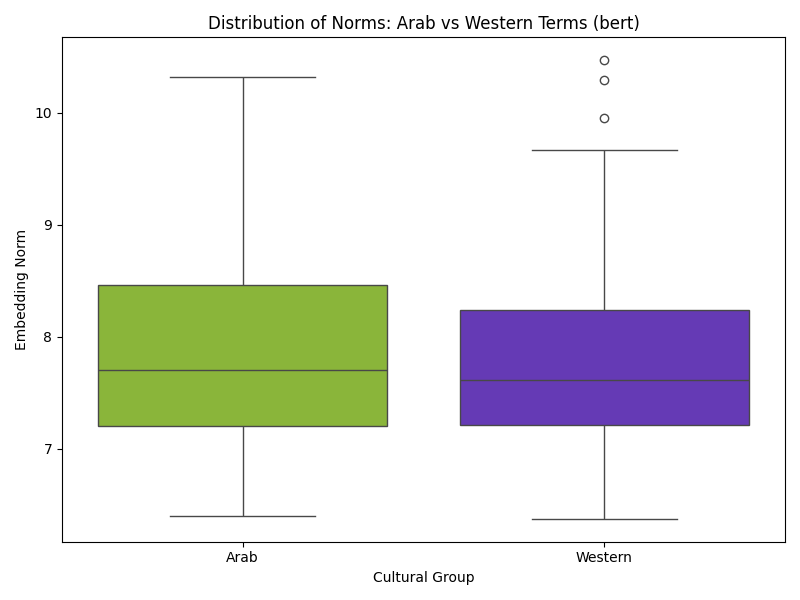 Distribution of Norms: Arab vs Western Terms (bert)
10
9
8
7
Embedding Norm
Arab
Western
Cultural Group